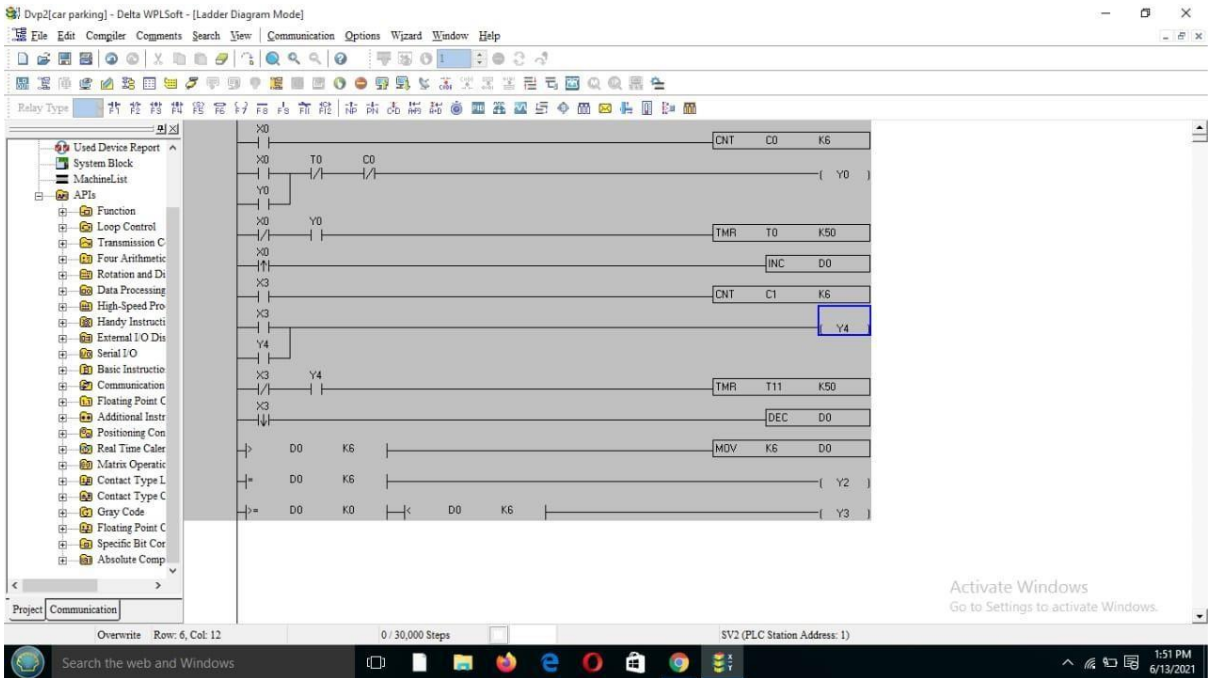 Dvp2[car parking] - Delta WPLSoft - [Ladder Diagram Mode]
File Edit Compiler Comments Search View Communication Options Wizard Window Help
1
Relay Type
Used Device Report
System Block
MachineList
APIs
Function
Loop Control
Transmission C
Four Arithmetic
Rotation and Di
Data Processing
High-Speed Pro
Handy Instructi
External I/O Dis
Serial I/O
Basic Instructio
Communication
Floating Point C
Additional Instr
Positioning Con
Real Time Caler
Matrix Operatic
Contact Type L
Contact Type C
Gray Code
Floating Point C
Specific Bit Cor
Absolute Comp
Project Communication
X0
CNT C0 K6
X0 T0 C0
Y0
Y0
X0 Y0
TMR T0 K50
X0
INC D0
X3
CNT C1 K6
X3
Y4
Y4
X3 Y4
TMR T11 K50
X3
DEC D0
> D0 K6 MOV K6 D0
= D0 K6 Y2
>= D0 K0 < D0 K6 Y3
Activate Windows
Go to Settings to activate Windows.
Overwrite Row: 6, Col: 12 0 / 30,000 Steps SV2 (PLC Station Address: 1)
Search the web and Windows
1:51 PM
6/13/2021